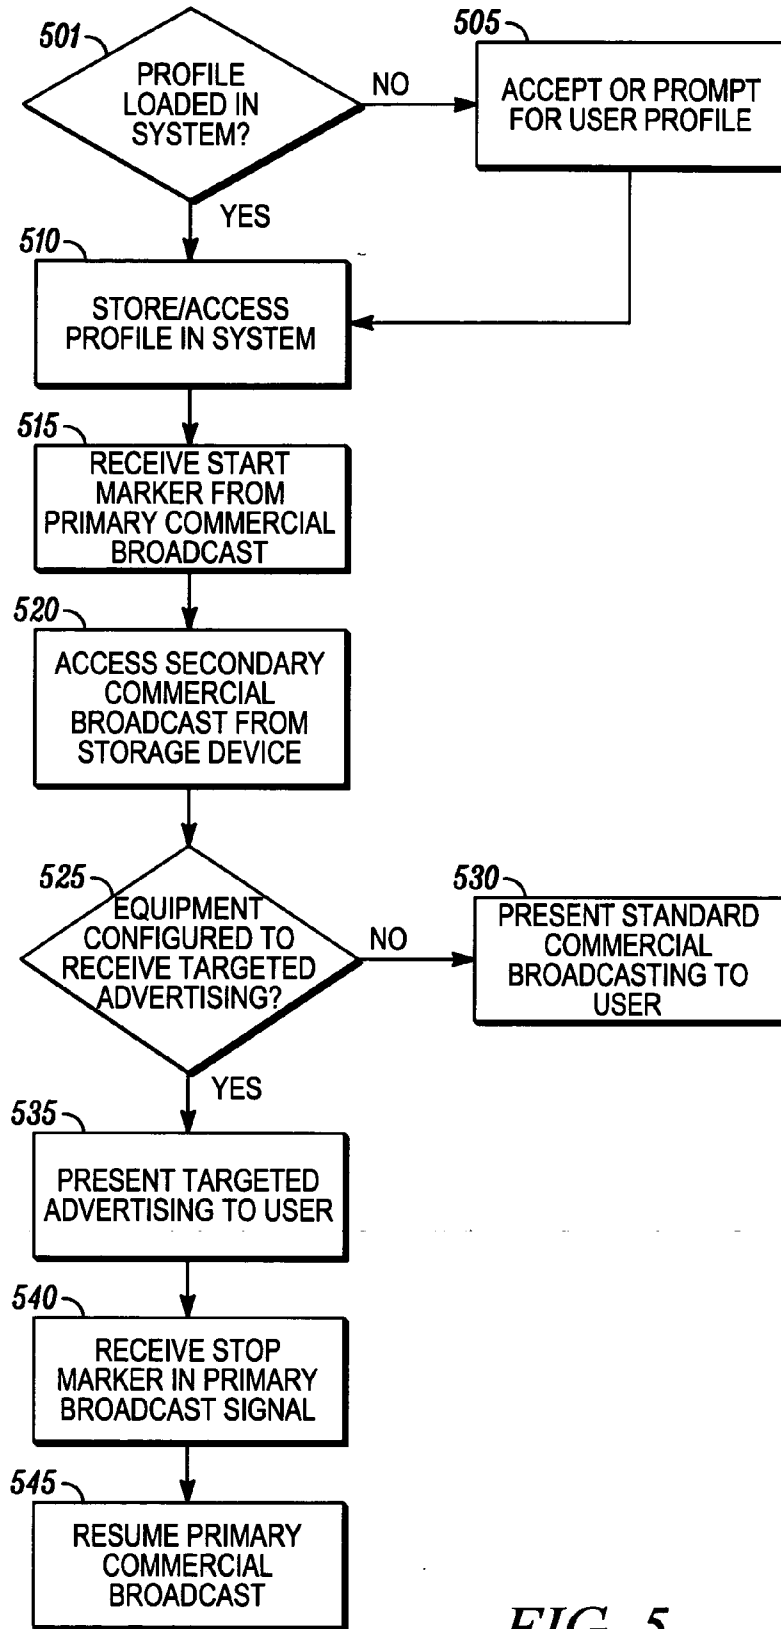 501
PROFILE
LOADED IN
SYSTEM?
NO
505
ACCEPT OR PROMPT
FOR USER PROFILE
YES
510
STORE/ACCESS
PROFILE IN SYSTEM
515
RECEIVE START
MARKER FROM
PRIMARY COMMERCIAL
BROADCAST
520
ACCESS SECONDARY
COMMERCIAL
BROADCAST FROM
STORAGE DEVICE
525
EQUIPMENT
CONFIGURED TO
RECEIVE TARGETED
ADVERTISING?
NO
530
PRESENT STANDARD
COMMERCIAL
BROADCASTING TO
USER
YES
535
PRESENT TARGETED
ADVERTISING TO USER
540
RECEIVE STOP
MARKER IN PRIMARY
BROADCAST SIGNAL
545
RESUME PRIMARY
COMMERCIAL
BROADCAST
FIG. 5